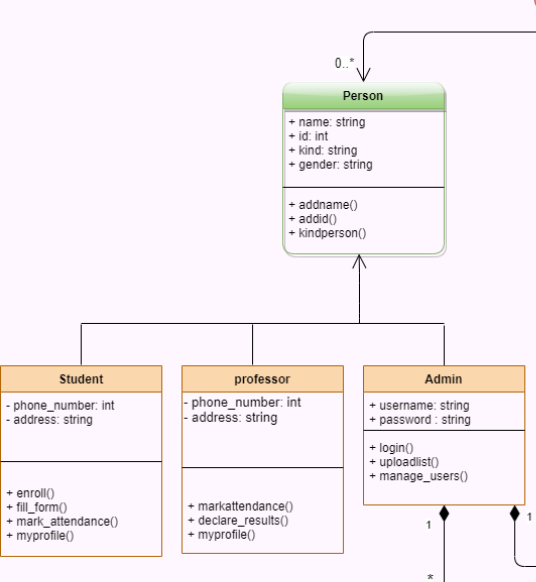 0..*
Person
+ name: string
+ id: int
+ kind: string
+ gender: string
+ addname()
+ addid()
+ kindperson()
Student
- phone_number: int
- address: string
+ enroll()
+ fill_form()
+ mark_attendance()
+ myprofile()
professor
- phone_number: int
- address: string
+ markattendance()
+ declare_results()
+ myprofile()
Admin
+ username: string
+ password : string
+ login()
+ uploadlist()
+ manage_users()
1
1
*